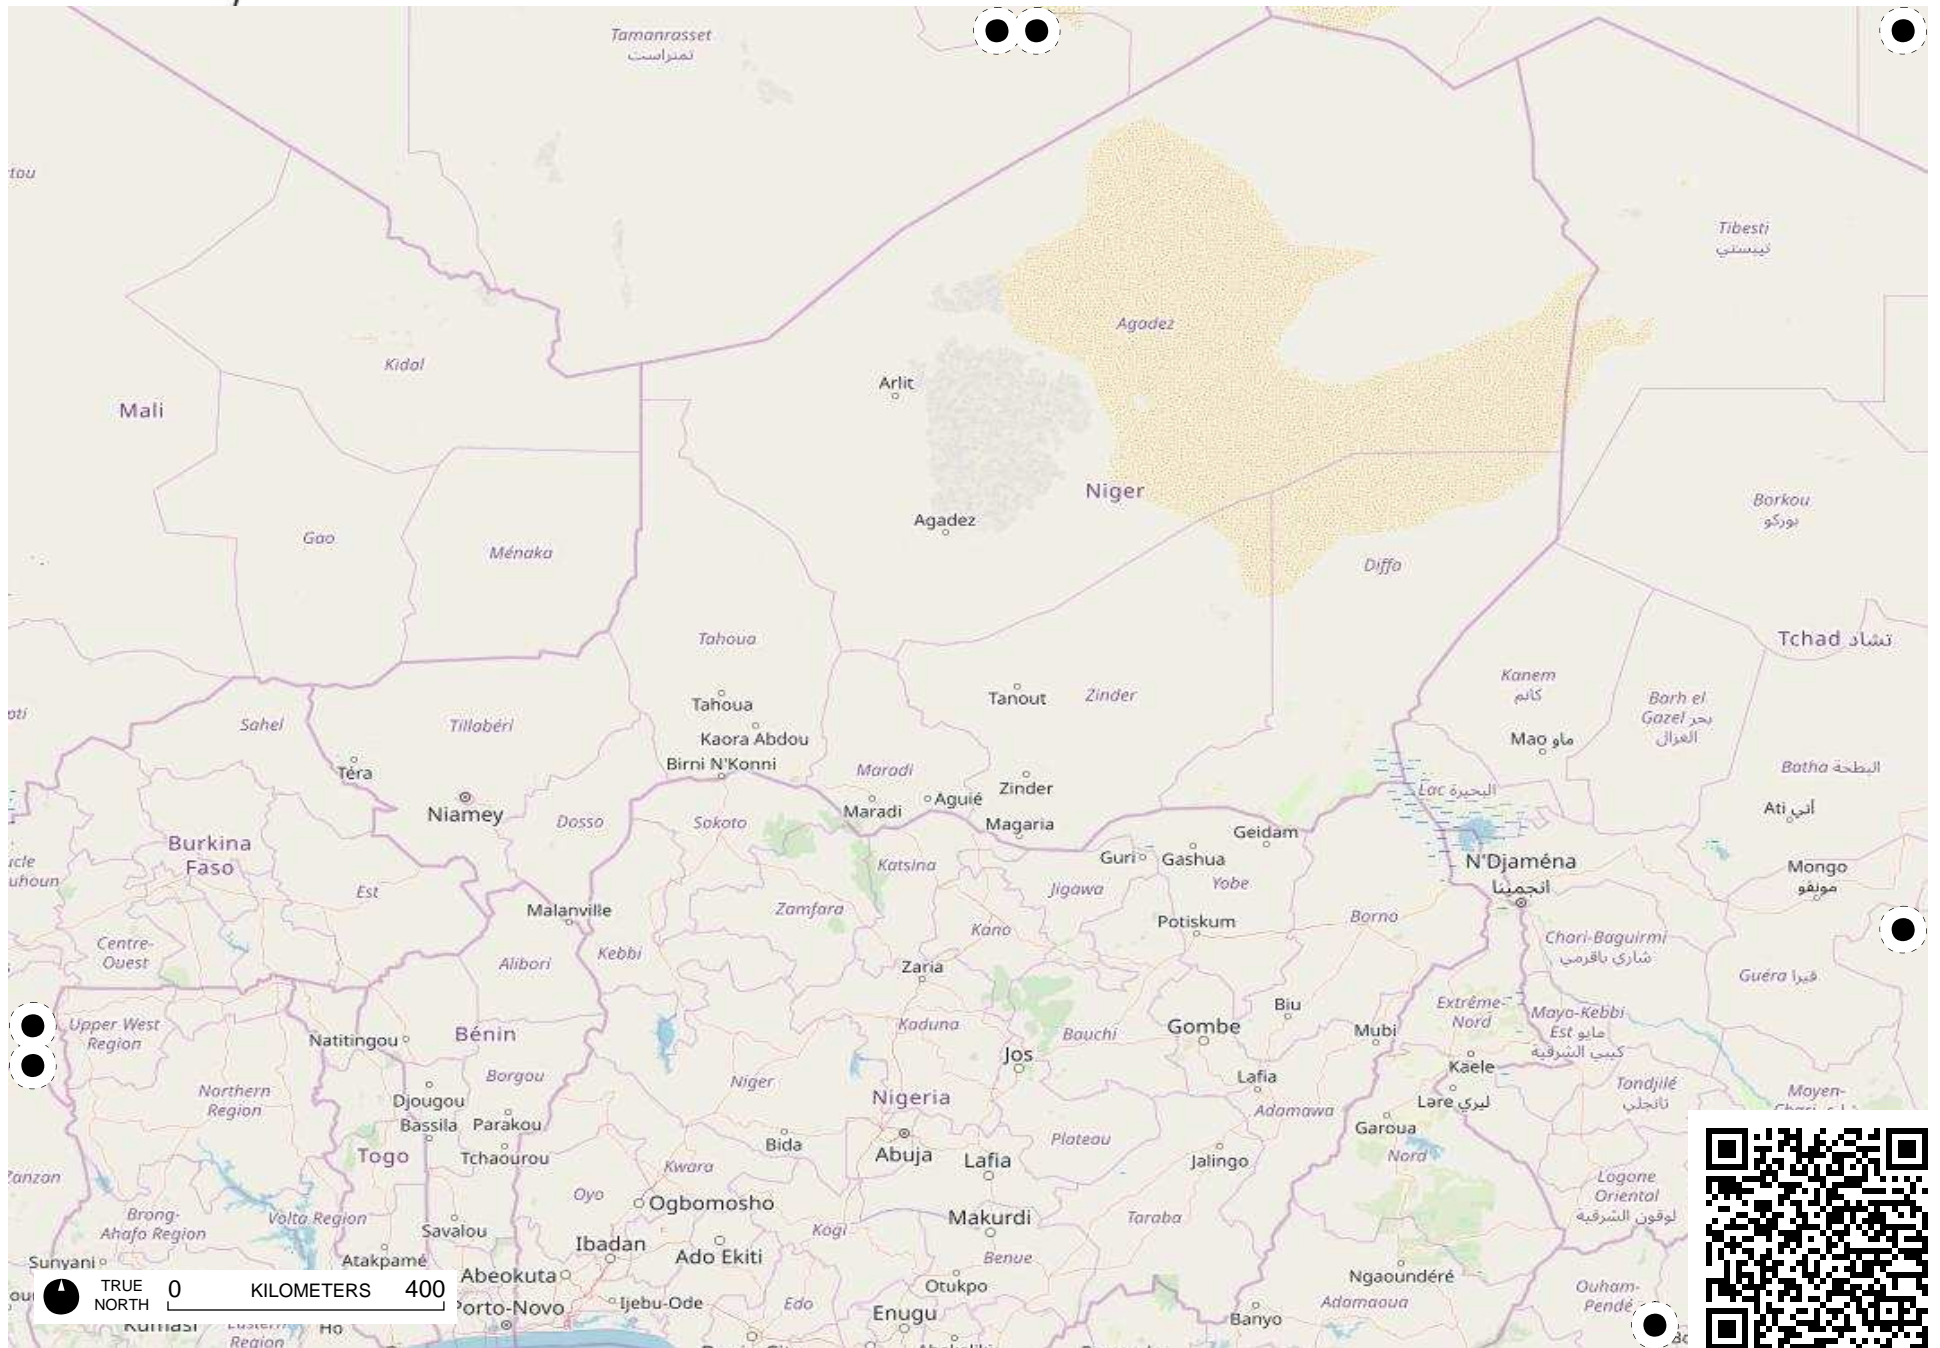 Tamanrasset
تمنراست
Tibesti
تيبستي
Agadez
Kidal
Arlit
Mali
Niger
Borkou
بوركو
Agadez
Gao
Ménaka
Diffa
Tahoua
Tchad تشاد
Kanem
كانم
Tanout
Zinder
Barh el
Gazel بحر
الغزال
Tahoua
Sahel
Tillabéri
Kaora Abdou
Mao ماو
Birni N'Konni
Téra
Maradi
Batha البطحة
Zinder
Lac البحيرة
Aguié
Maradi
Ati أتي
Niamey
Dosso
Sokoto
Magaria
Geidam
Burkina
Faso
Guri
Gashua
N'Djaména
انجمينا
Katsina
Mongo
مونقو
Est
Jigawa
Yobe
Malanville
Zamfara
Potiskum
Borno
Kano
Centre-
Ouest
Chari-Baguirmi
شاري باقرمي
Kebbi
Alibori
Zaria
Guéra قيرا
Biu
Extrême-
Nord
Mayo-Kebbi
Est مايو
كيبي الشرقية
Upper West
Region
Natitingou
Bénin
Kaduna
Bauchi
Gombe
Mubi
Jos
Kaele
Borgou
Niger
Lafia
Northern
Region
Tandjilé
تانجلي
Moyen-
Djougou
Nigeria
Lere ليري
Adamawa
Bassila
Parakou
Garoua
Bida
Plateau
Togo
Tchaourou
Abuja
Lafia
Jalingo
Nord
Kwara
Zanzan
Oyo
Ogbomosho
Logone
Oriental
لوقون الشرقية
Brong-
Ahafo Region
Volta Region
Savalou
Kogi
Makurdi
Taraba
Ibadan
Ado Ekiti
Sunyani
Atakpamé
Benue
Abeokuta
Otukpo
Ngaoundéré
TRUE
NORTH
0 KILOMETERS 400
Ouham-
Pendé
Porto-Novo
Ijebu-Ode
Edo
Enugu
Adamaoua
Banyo
Kumasi
Eastern
Region
Ho